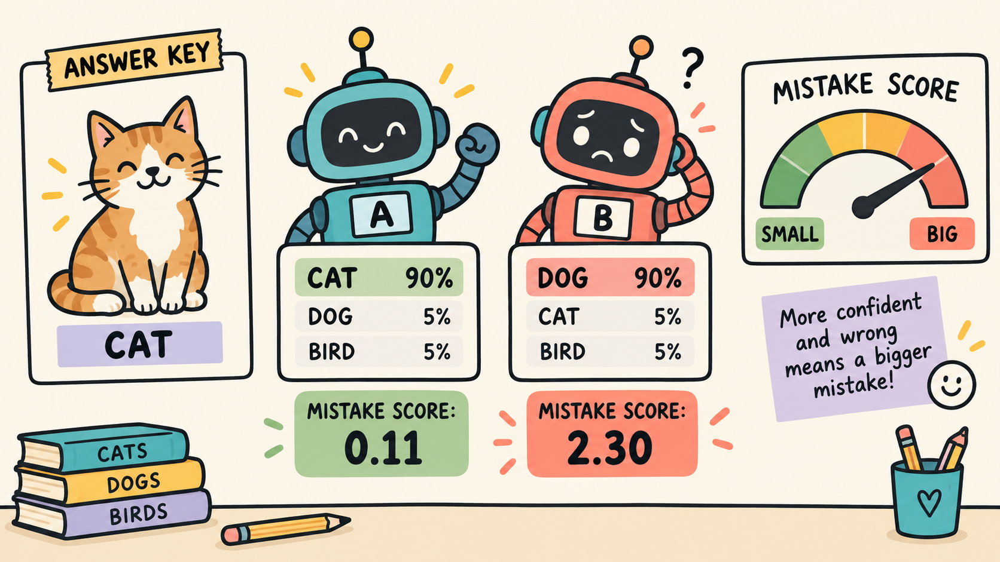 ANSWER KEY
CAT
A
CAT 90%
DOG 5%
BIRD 5%
MISTAKE SCORE:
0.11
?
B
DOG 90%
CAT 5%
BIRD 5%
MISTAKE SCORE:
2.30
MISTAKE SCORE
SMALL
BIG
More confident
and wrong
means a bigger
mistake!
CATS
DOGS
BIRDS